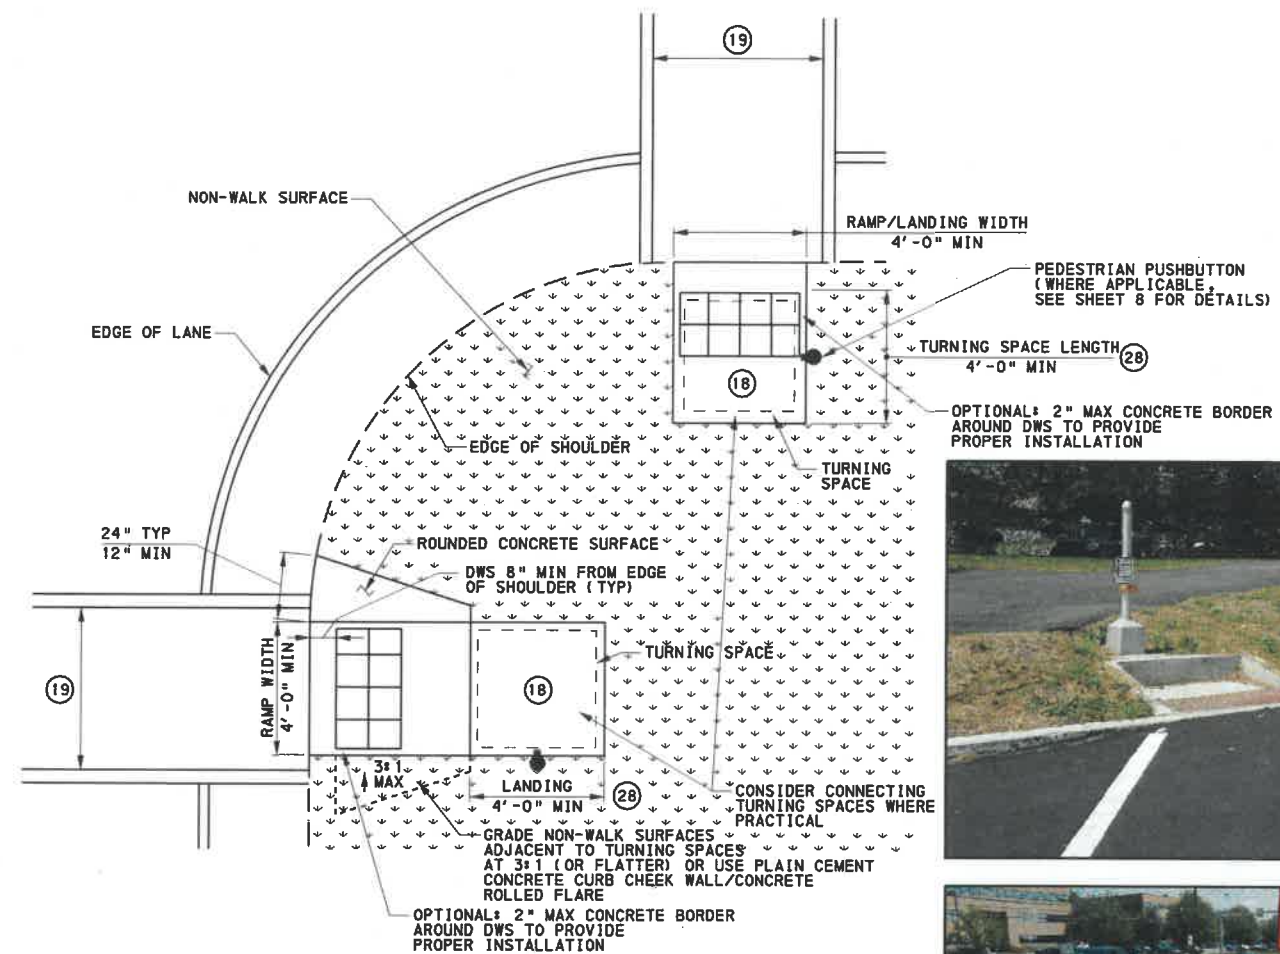 19
NON-WALK SURFACE
RAMP/LANDING WIDTH
4'-0" MIN
PEDESTRIAN PUSHBUTTON
(WHERE APPLICABLE,
SEE SHEET 8 FOR DETAILS)
EDGE OF LANE
TURNING SPACE LENGTH
4'-0" MIN
28
18
OPTIONAL: 2" MAX CONCRETE BORDER
AROUND DWS TO PROVIDE
PROPER INSTALLATION
EDGE OF SHOULDER
TURNING
SPACE
24" TYP
12" MIN
ROUNDED CONCRETE SURFACE
DWS 8" MIN FROM EDGE
OF SHOULDER (TYP)
TURNING SPACE
19
RAMP WIDTH
4'-0" MIN
18
3:1
MAX
LANDING
4'-0" MIN
28
CONSIDER CONNECTING
TURNING SPACES WHERE
PRACTICAL
GRADE NON-WALK SURFACES
ADJACENT TO TURNING SPACES
AT 3:1 (OR FLATTER) OR USE PLAIN CEMENT
CONCRETE CURB CHEEK WALL/CONCRETE
ROLLED FLARE
OPTIONAL: 2" MAX CONCRETE BORDER
AROUND DWS TO PROVIDE
PROPER INSTALLATION